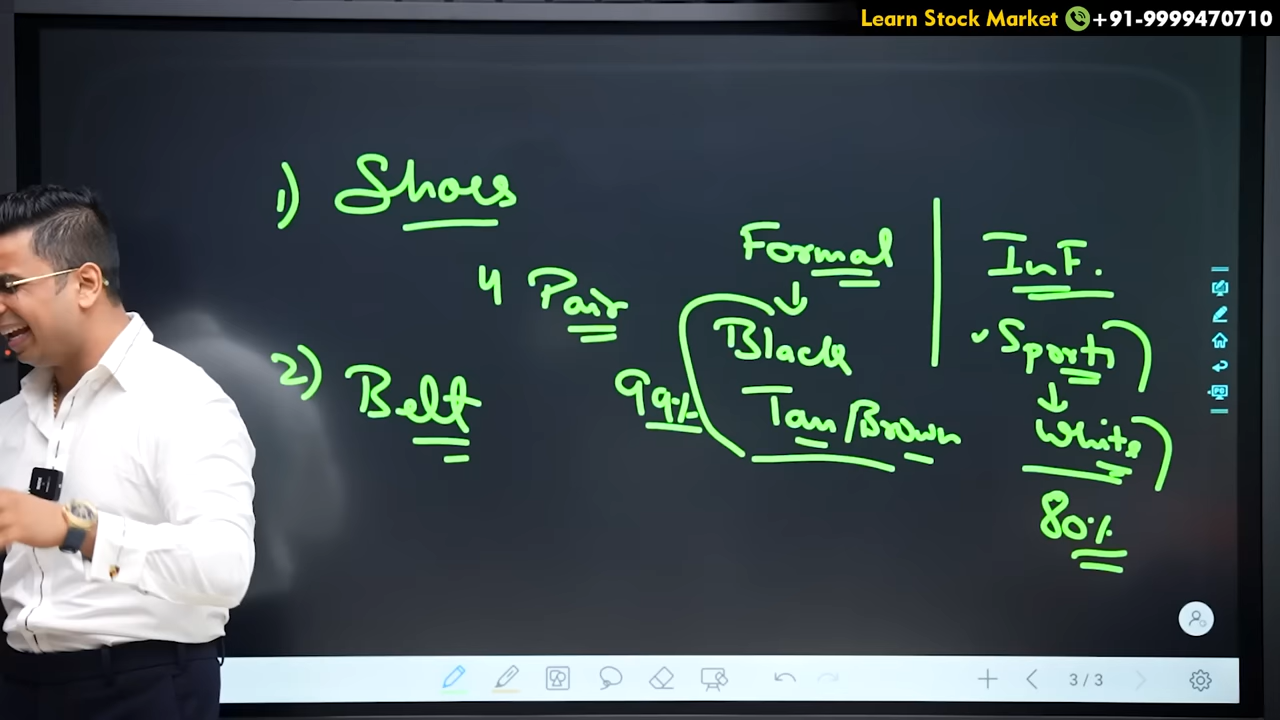 Learn Stock Market +91-9999470710
1) Shoes
4 Pair
Formal
Black
Tan/Brown
99%
InF.
Sports
White
80%
2) Belt
3/3